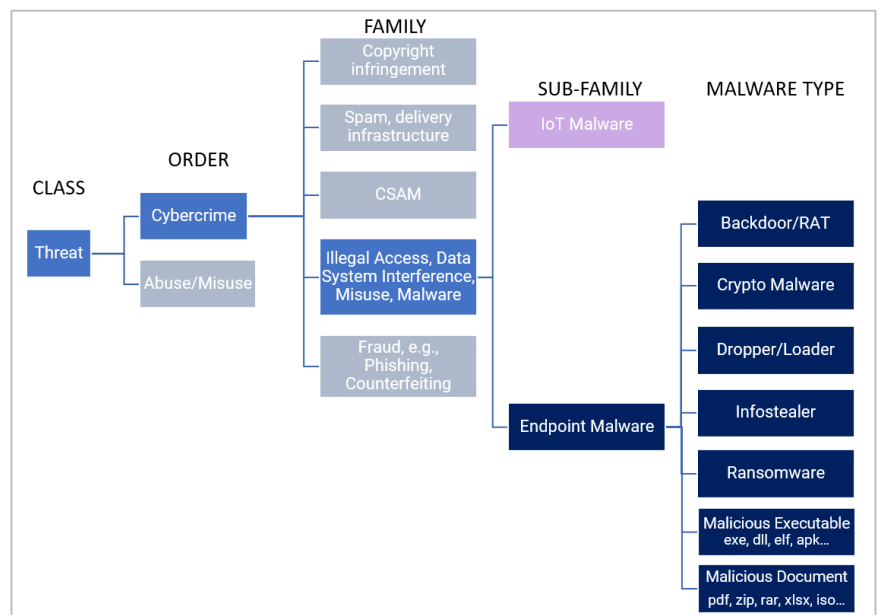 CLASS
Threat
ORDER
Cybercrime
Abuse/Misuse
FAMILY
Copyright
infringement
Spam, delivery
infrastructure
CSAM
Illegal Access, Data
System Interference,
Misuse, Malware
Fraud, e.g.,
Phishing,
Counterfeiting
SUB-FAMILY
IoT Malware
Endpoint Malware
MALWARE TYPE
Backdoor/RAT
Crypto Malware
Dropper/Loader
Infostealer
Ransomware
Malicious Executable
exe, dll, elf, apk...
Malicious Document
pdf, zip, rar, xlsx, iso...